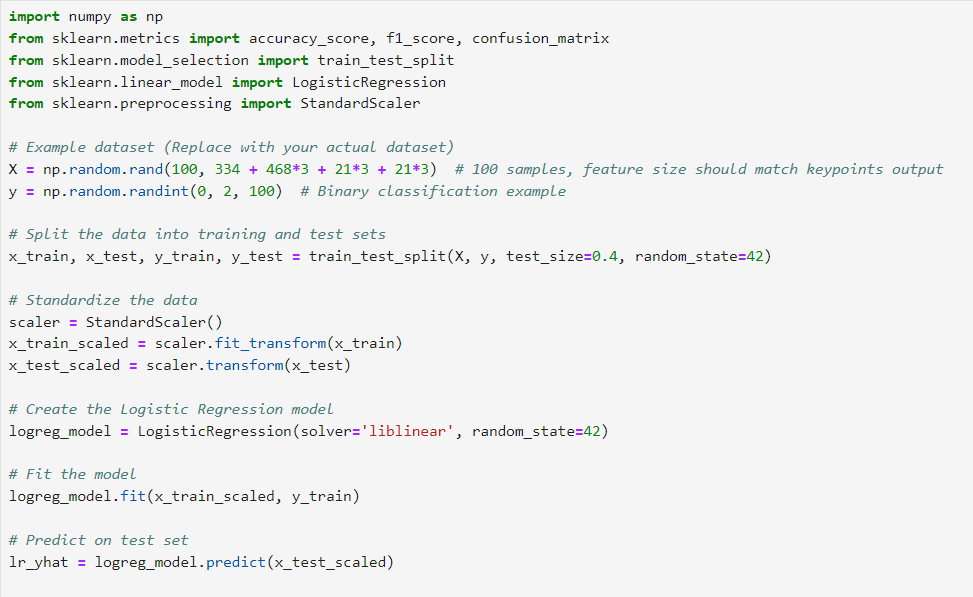 import numpy as np
from sklearn.metrics import accuracy_score, f1_score, confusion_matrix
from sklearn.model_selection import train_test_split
from sklearn.linear_model import LogisticRegression
from sklearn.preprocessing import StandardScaler
# Example dataset (Replace with your actual dataset)
X = np.random.rand(100, 334 + 468*3 + 21*3 + 21*3)  # 100 samples, feature size should match keypoints output
y = np.random.randint(0, 2, 100)  # Binary classification example
# Split the data into training and test sets
x_train, x_test, y_train, y_test = train_test_split(X, y, test_size=0.4, random_state=42)
# Standardize the data
scaler = StandardScaler()
x_train_scaled = scaler.fit_transform(x_train)
x_test_scaled = scaler.transform(x_test)
# Create the Logistic Regression model
logreg_model = LogisticRegression(solver='liblinear', random_state=42)
# Fit the model
logreg_model.fit(x_train_scaled, y_train)
# Predict on test set
lr_yhat = logreg_model.predict(x_test_scaled)